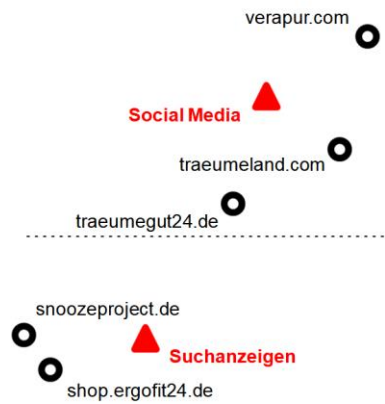 verapur.com
Social Media
traeumeland.com
traeumegut24.de
snoozeproject.de
Suchanzeigen
shop.ergofit24.de